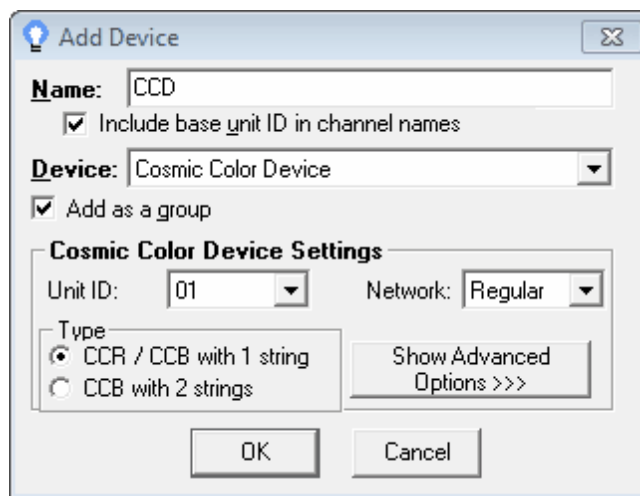 Add Device
Name: CCD
Include base unit ID in channel names
Device: Cosmic Color Device
Add as a group
Cosmic Color Device Settings
Unit ID: 01 Network: Regular
Type
CCR / CCB with 1 string
CCB with 2 strings
Show Advanced
Options >>>
OK Cancel